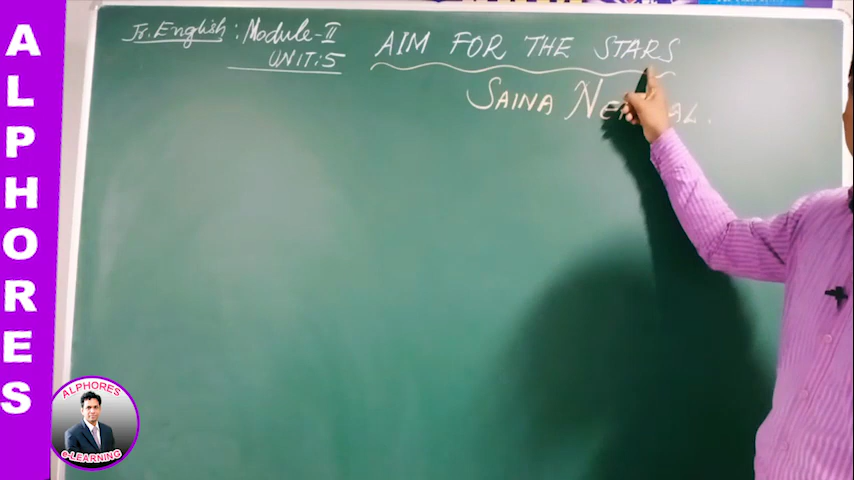 ALPHORES
Jr. English : Module-II
UNIT:5
AIM FOR THE STARS
SAINA
ALPHORES
e-LEARNING